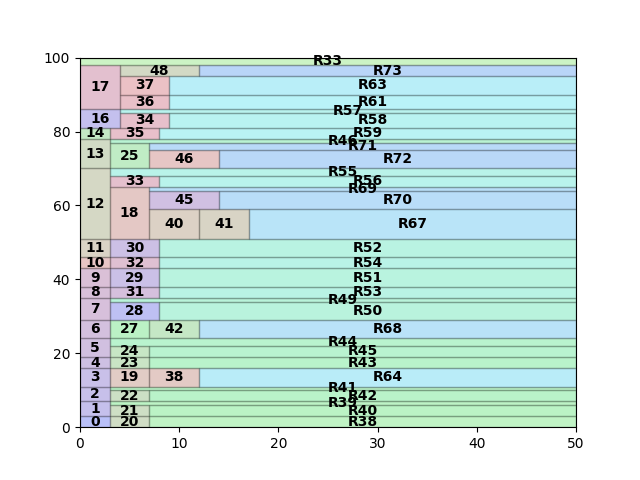 100
R33
17 48 R73
37 R63
36 R61
R57
16 34 R58
80
14 35 R59
R46
R71
13 25 46 R72
R55
33 R56
R69
60
12 18 45 R70
40 41 R67
11 30 R52
10 32 R54
40
9 29 R51
8 31 R53
R49
7 28 R50
6 27 42 R68
R44
20
5 24 R45
4 23 R43
3 19 38 R64
R41
2 22 R42
R39
1 21 R40
0 0 20 R38
0 10 20 30 40 50